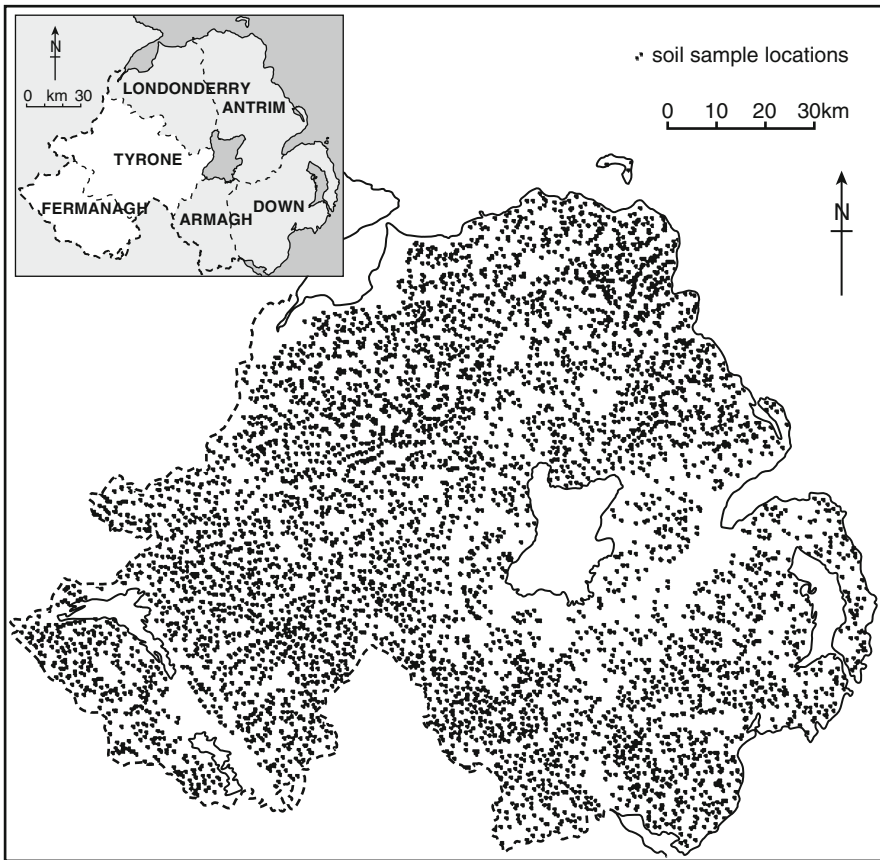 N
0 km 30
LONDONDERRY
ANTRIM
TYRONE
FERMANAGH
ARMAGH
DOWN
soil sample locations
0 10 20 30km
N